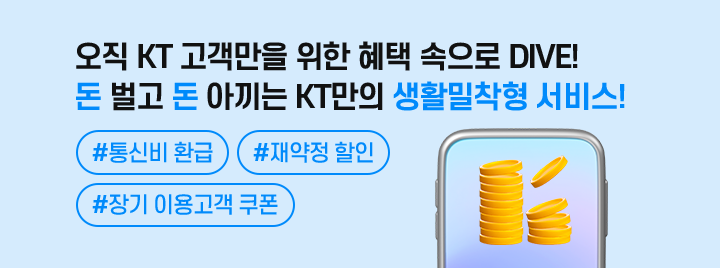 오직 KT 고객만을 위한 혜택 속으로 DIVE!
돈 벌고 돈 아끼는 KT만의 생활밀착형 서비스!
#통신비 환급 #재약정 할인
#장기 이용고객 쿠폰